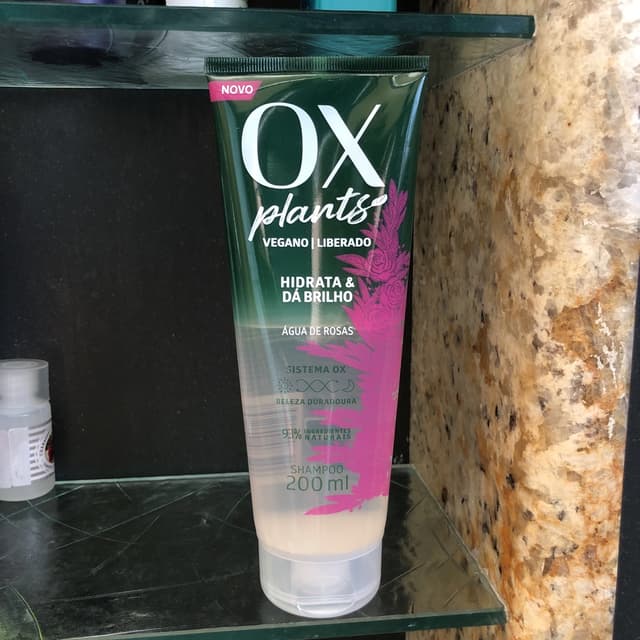 NOVO
OX
plants
VEGANO | LIBERADO
HIDRATA &
DÁ BRILHO
ÁGUA DE ROSAS
SISTEMA OX
BELEZA DURADOURA
93% INGREDIENTES
NATURAIS
SHAMPOO
200 ml